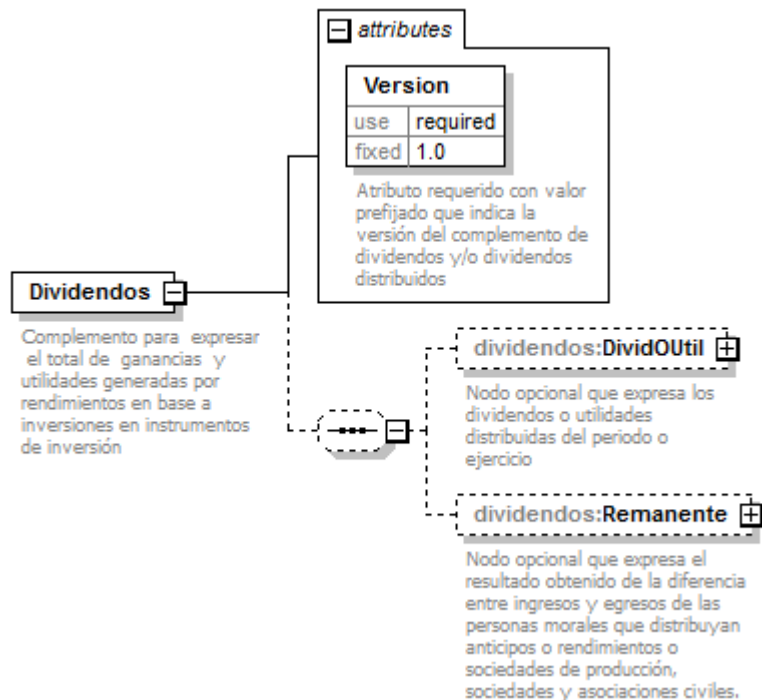 attributes
Version
use required
fixed 1.0
Atributo requerido con valor
prefijado que indica la
versión del complemento de
dividendos y/o dividendos
distribuidos
Dividendos
Complemento para expresar
el total de ganancias y
utilidades generadas por
rendimientos en base a
inversiones en instrumentos
de inversión
dividendos:DividOUtil
Nodo opcional que expresa los
dividendos o utilidades
distribuidas del periodo o
ejercicio
dividendos:Remanente
Nodo opcional que expresa el
resultado obtenido de la diferencia
entre ingresos y egresos de las
personas morales que distribuyan
anticipos o rendimientos o
sociedades de producción,
sociedades y asociaciones civiles.